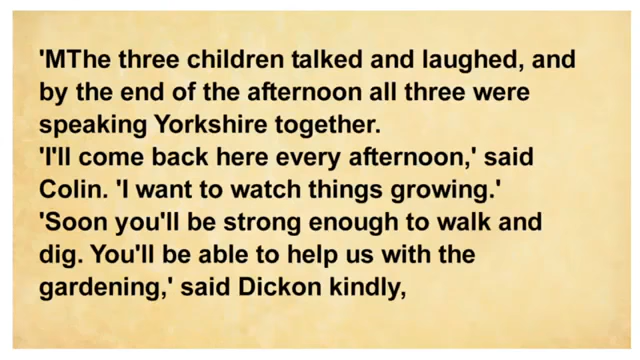 'MThe three children talked and laughed, and
by the end of the afternoon all three were
speaking Yorkshire together.
'I'll come back here every afternoon,' said
Colin. 'I want to watch things growing.'
'Soon you'll be strong enough to walk and
dig. You'll be able to help us with the
gardening,' said Dickon kindly,